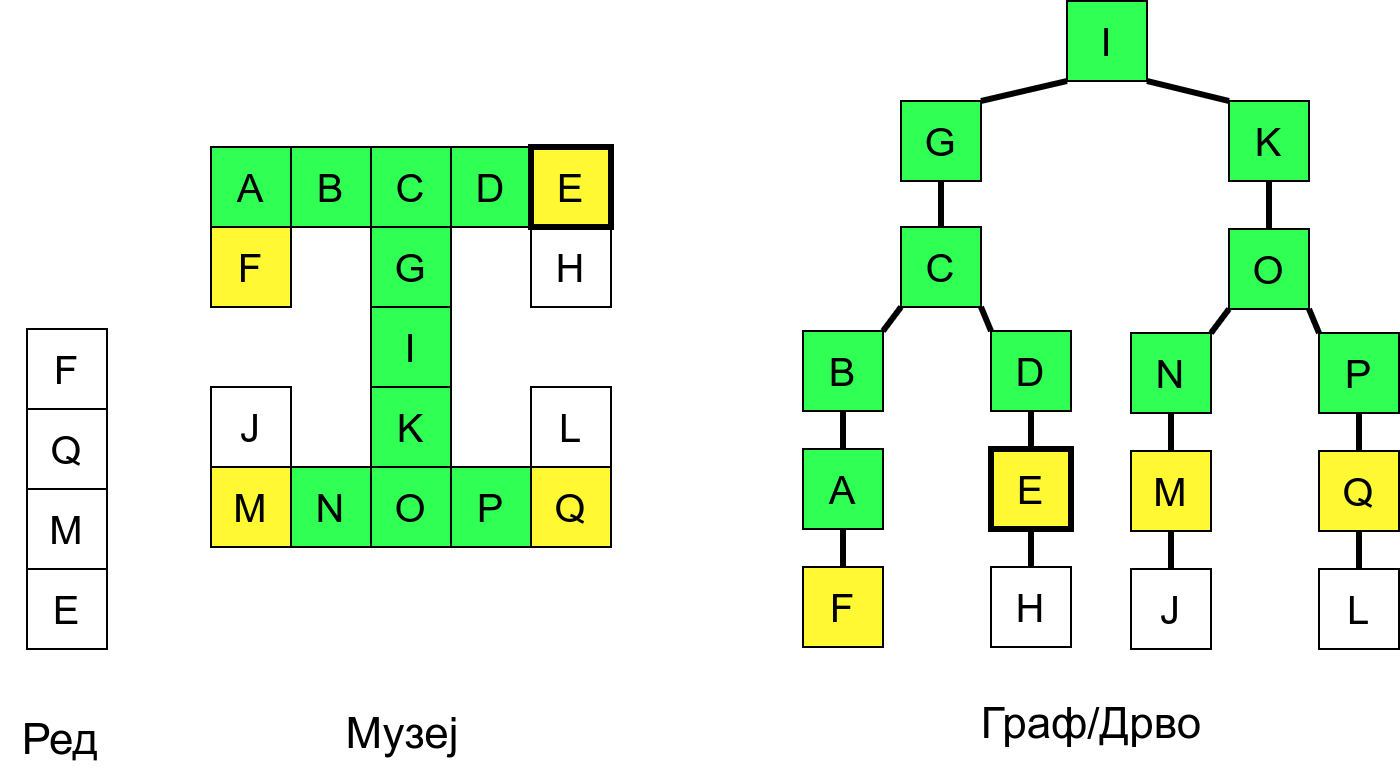 F
Q
M
E
Ред
A B C D E
F G H
I
J K L
M N O P Q
Музеј
I
G K
C O
B D N P
A E M Q
F H J L
Граф/Дрво